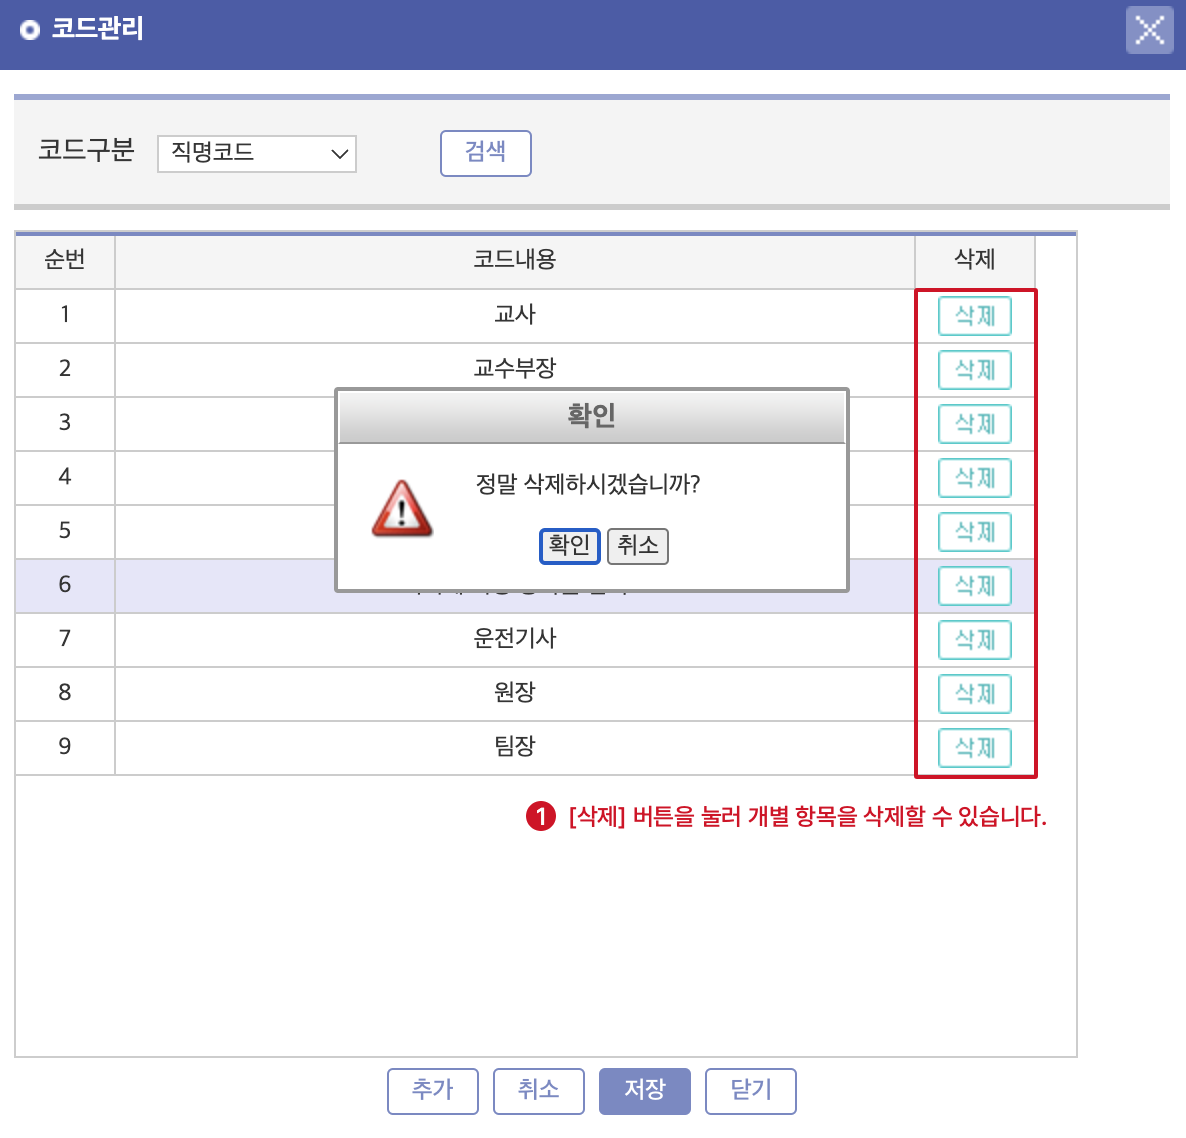 코드관리
코드구분 직명코드 검색
순번 코드내용 삭제
1 교사 삭제
2 교수부장 삭제
3 삭제
4 삭제
5 삭제
6 삭제
7 운전기사 삭제
8 원장 삭제
9 팀장 삭제
확인
정말 삭제하시겠습니까?
확인 취소
1 [삭제] 버튼을 눌러 개별 항목을 삭제할 수 있습니다.
추가 취소 저장 닫기